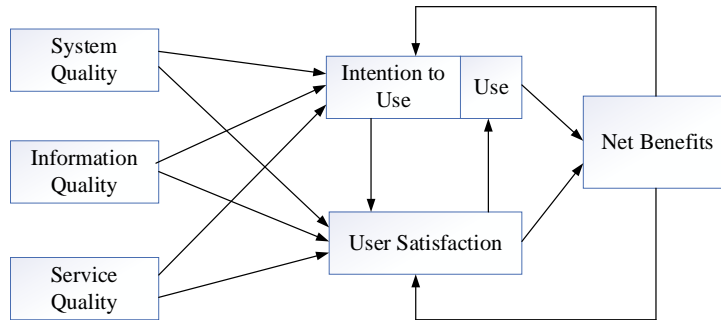 System
Quality
Intention to
Use
Use
Information
Quality
Net Benefits
User Satisfaction
Service
Quality